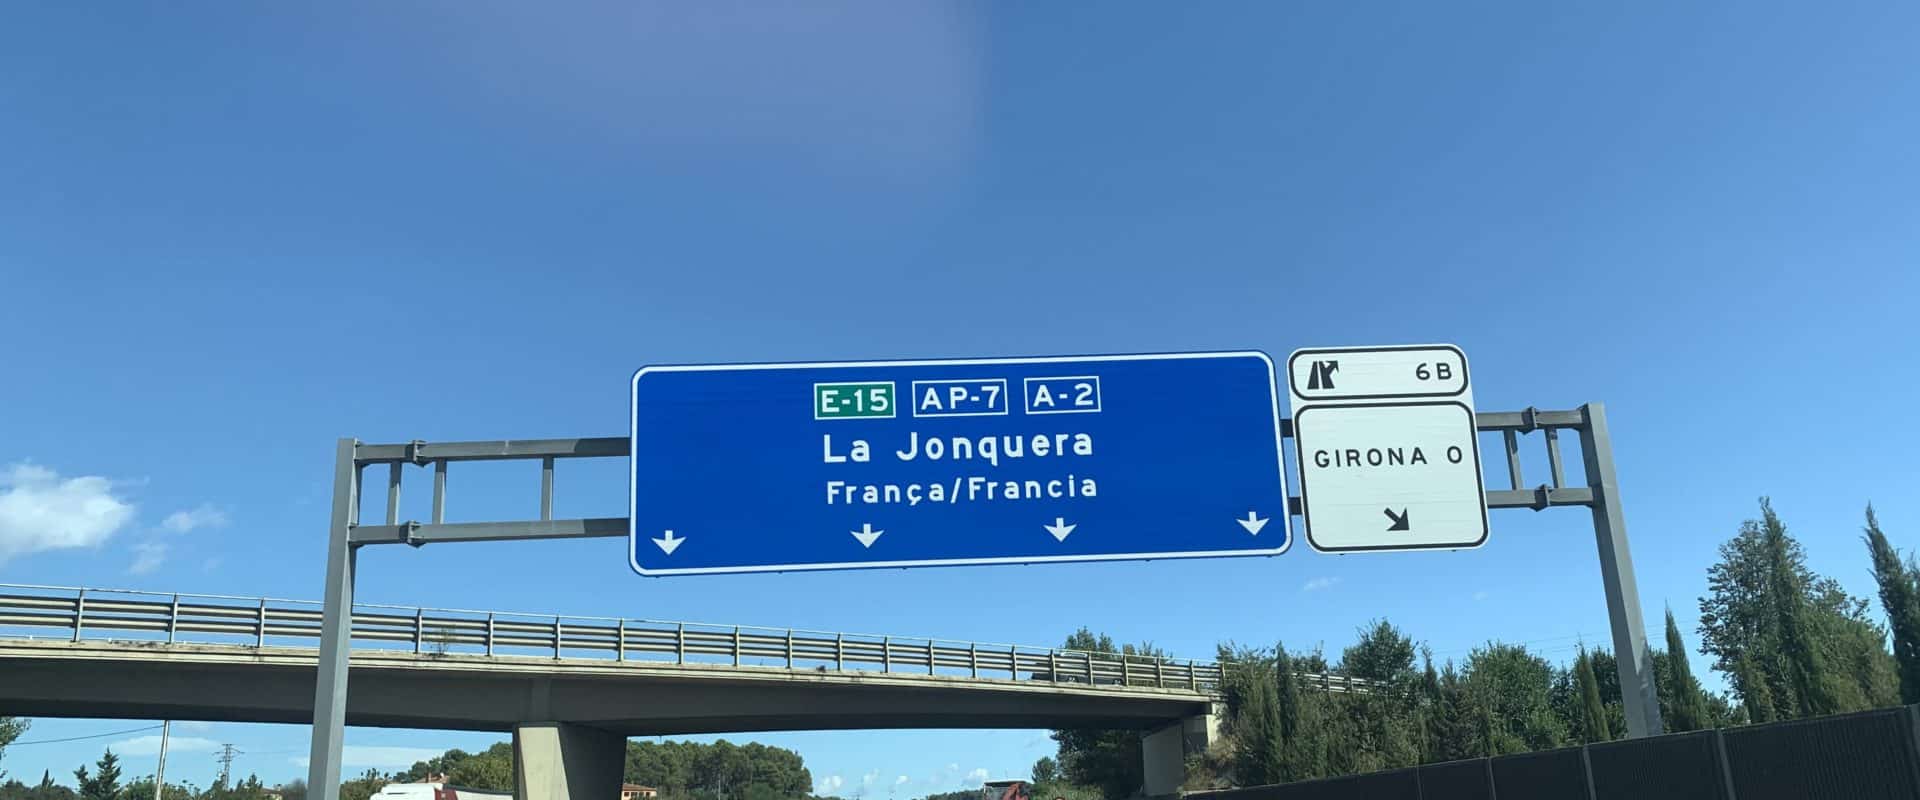 E-15 AP-7 A-2
La Jonquera
França/Francia
6B
GIRONA O